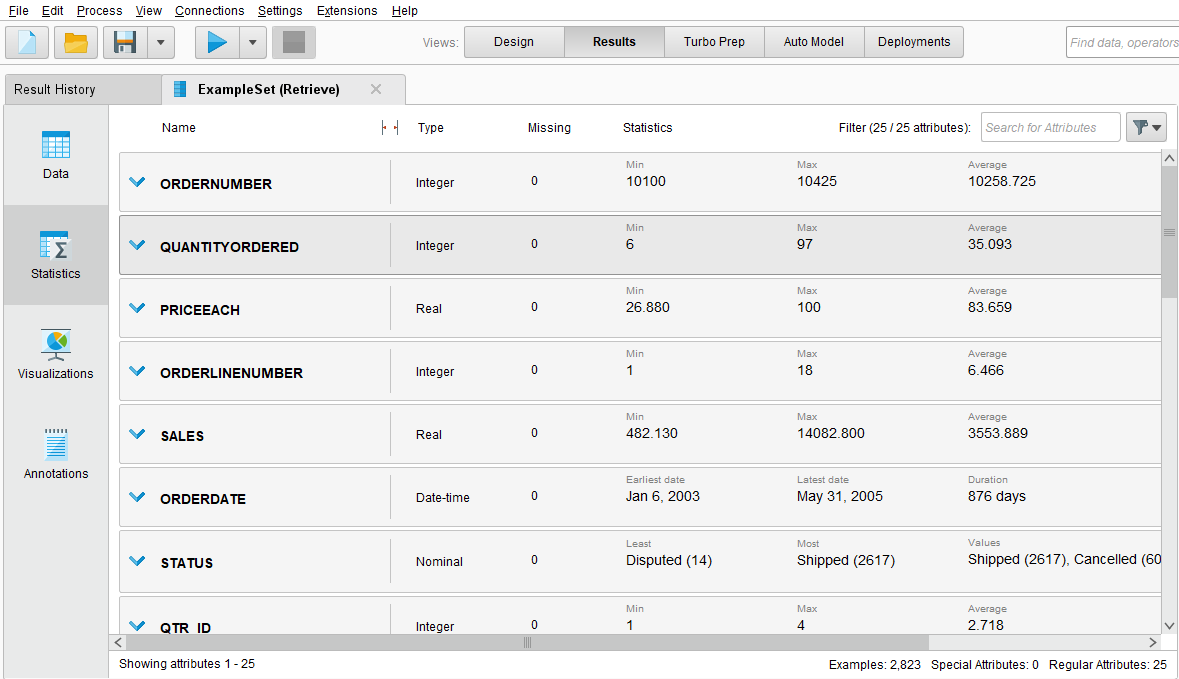 File Edit Process View Connections Settings Extensions Help
Views: Design Results Turbo Prep Auto Model Deployments Find data, operators
Result History ExampleSet (Retrieve)
Name Type Missing Statistics Filter (25 / 25 attributes): Search for Attributes
Data
Statistics
Visualizations
Annotations
Min Max Average
ORDERNUMBER Integer 0 10100 10425 10258.725
Min Max Average
QUANTITYORDERED Integer 0 6 97 35.093
Min Max Average
PRICEEACH Real 0 26.880 100 83.659
Min Max Average
ORDERLINENUMBER Integer 0 1 18 6.466
Min Max Average
SALES Real 0 482.130 14082.800 3553.889
Earliest date Latest date Duration
ORDERDATE Date-time 0 Jan 6, 2003 May 31, 2005 876 days
Least Most Values
STATUS Nominal 0 Disputed (14) Shipped (2617) Shipped (2617), Cancelled (60
Min Max Average
QTR_ID Integer 0 1 4 2.718
Showing attributes 1 - 25 Examples: 2,823 Special Attributes: 0 Regular Attributes: 25